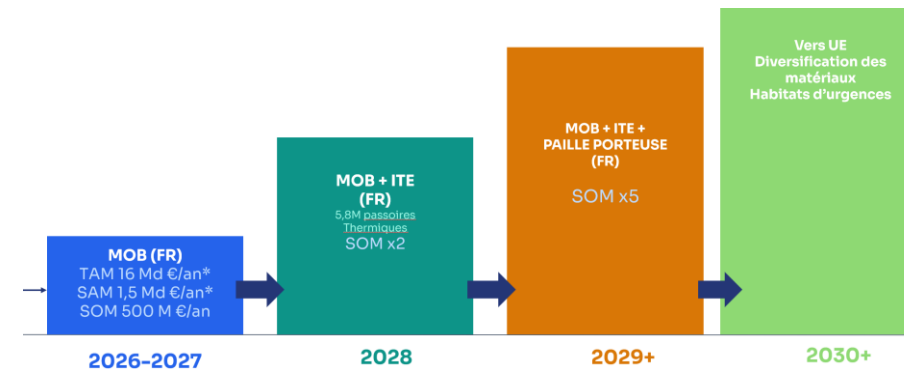 MOB (FR)
TAM 16 Md €/an*
SAM 1,5 Md €/an*
SOM 500 M €/an
2026-2027
MOB + ITE
(FR)
5,8M passoires
Thermiques
SOM x2
2028
MOB + ITE +
PAILLE PORTEUSE
(FR)
SOM x5
2029+
Vers UE
Diversification des
matériaux
Habitats d’urgences
2030+